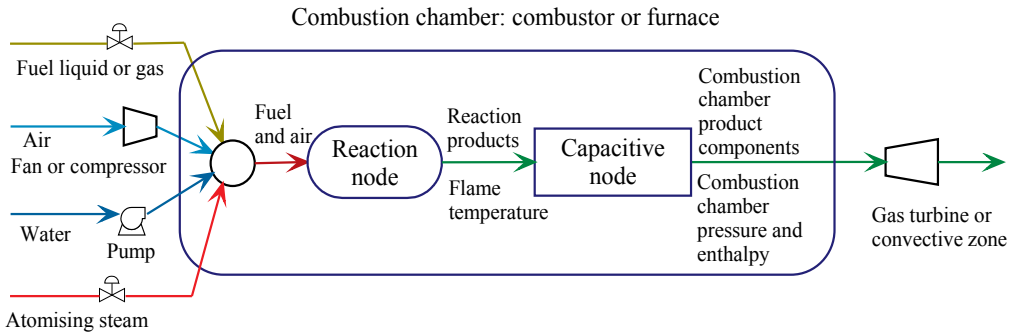 Combustion chamber: combustor or furnace
Fuel liquid or gas
Air
Fan or compressor
Water
Pump
Atomising steam
Fuel
and air
Reaction
node
Reaction
products
Flame
temperature
Capacitive
node
Combustion
chamber
product
components
Combustion
chamber
pressure and
enthalpy
Gas turbine or
convective zone